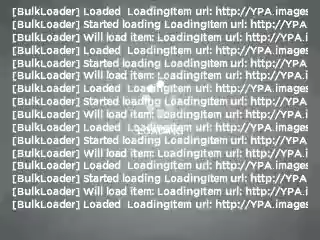 [BulkLoader] Loaded  LoadingItem url: http://YPA.images
[BulkLoader] Started loading LoadingItem url: http://YPA
[BulkLoader] Will load item: LoadingItem url: http://YPA.i
[BulkLoader] Loaded  LoadingItem url: http://YPA.images
[BulkLoader] Started loading LoadingItem url: http://YPA
[BulkLoader] Will load item: LoadingItem url: http://YPA.i
[BulkLoader] Loaded  LoadingItem url: http://YPA.images
[BulkLoader] Started loading LoadingItem url: http://YPA
[BulkLoader] Will load item: LoadingItem url: http://YPA.i
[BulkLoader] Loaded  LoadingItem url: http://YPA.images
[BulkLoader] Started loading LoadingItem url: http://YPA
[BulkLoader] Will load item: LoadingItem url: http://YPA.i
[BulkLoader] Loaded  LoadingItem url: http://YPA.images
[BulkLoader] Started loading LoadingItem url: http://YPA
[BulkLoader] Will load item: LoadingItem url: http://YPA.i
[BulkLoader] Loaded  LoadingItem url: http://YPA.images